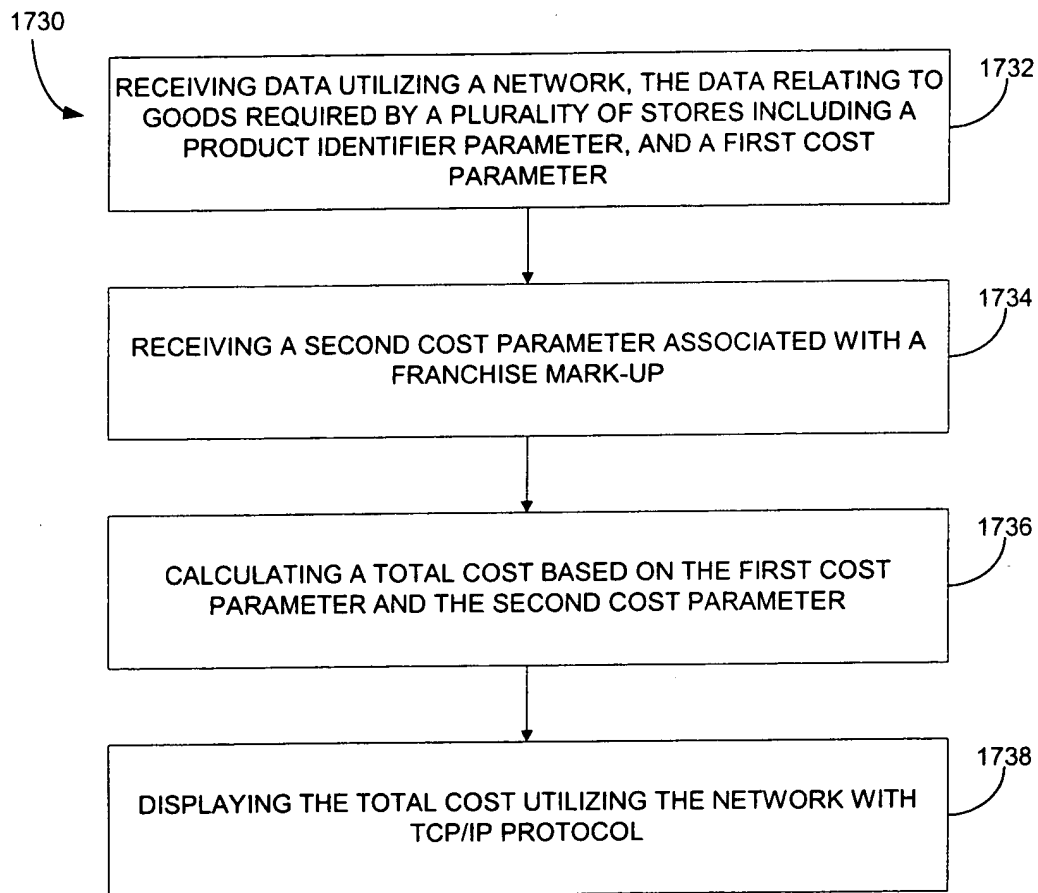 1730
1732
RECEIVING DATA UTILIZING A NETWORK, THE DATA RELATING TO
GOODS REQUIRED BY A PLURALITY OF STORES INCLUDING A
PRODUCT IDENTIFIER PARAMETER, AND A FIRST COST
PARAMETER
1734
RECEIVING A SECOND COST PARAMETER ASSOCIATED WITH A
FRANCHISE MARK-UP
1736
CALCULATING A TOTAL COST BASED ON THE FIRST COST
PARAMETER AND THE SECOND COST PARAMETER
1738
DISPLAYING THE TOTAL COST UTILIZING THE NETWORK WITH
TCP/IP PROTOCOL